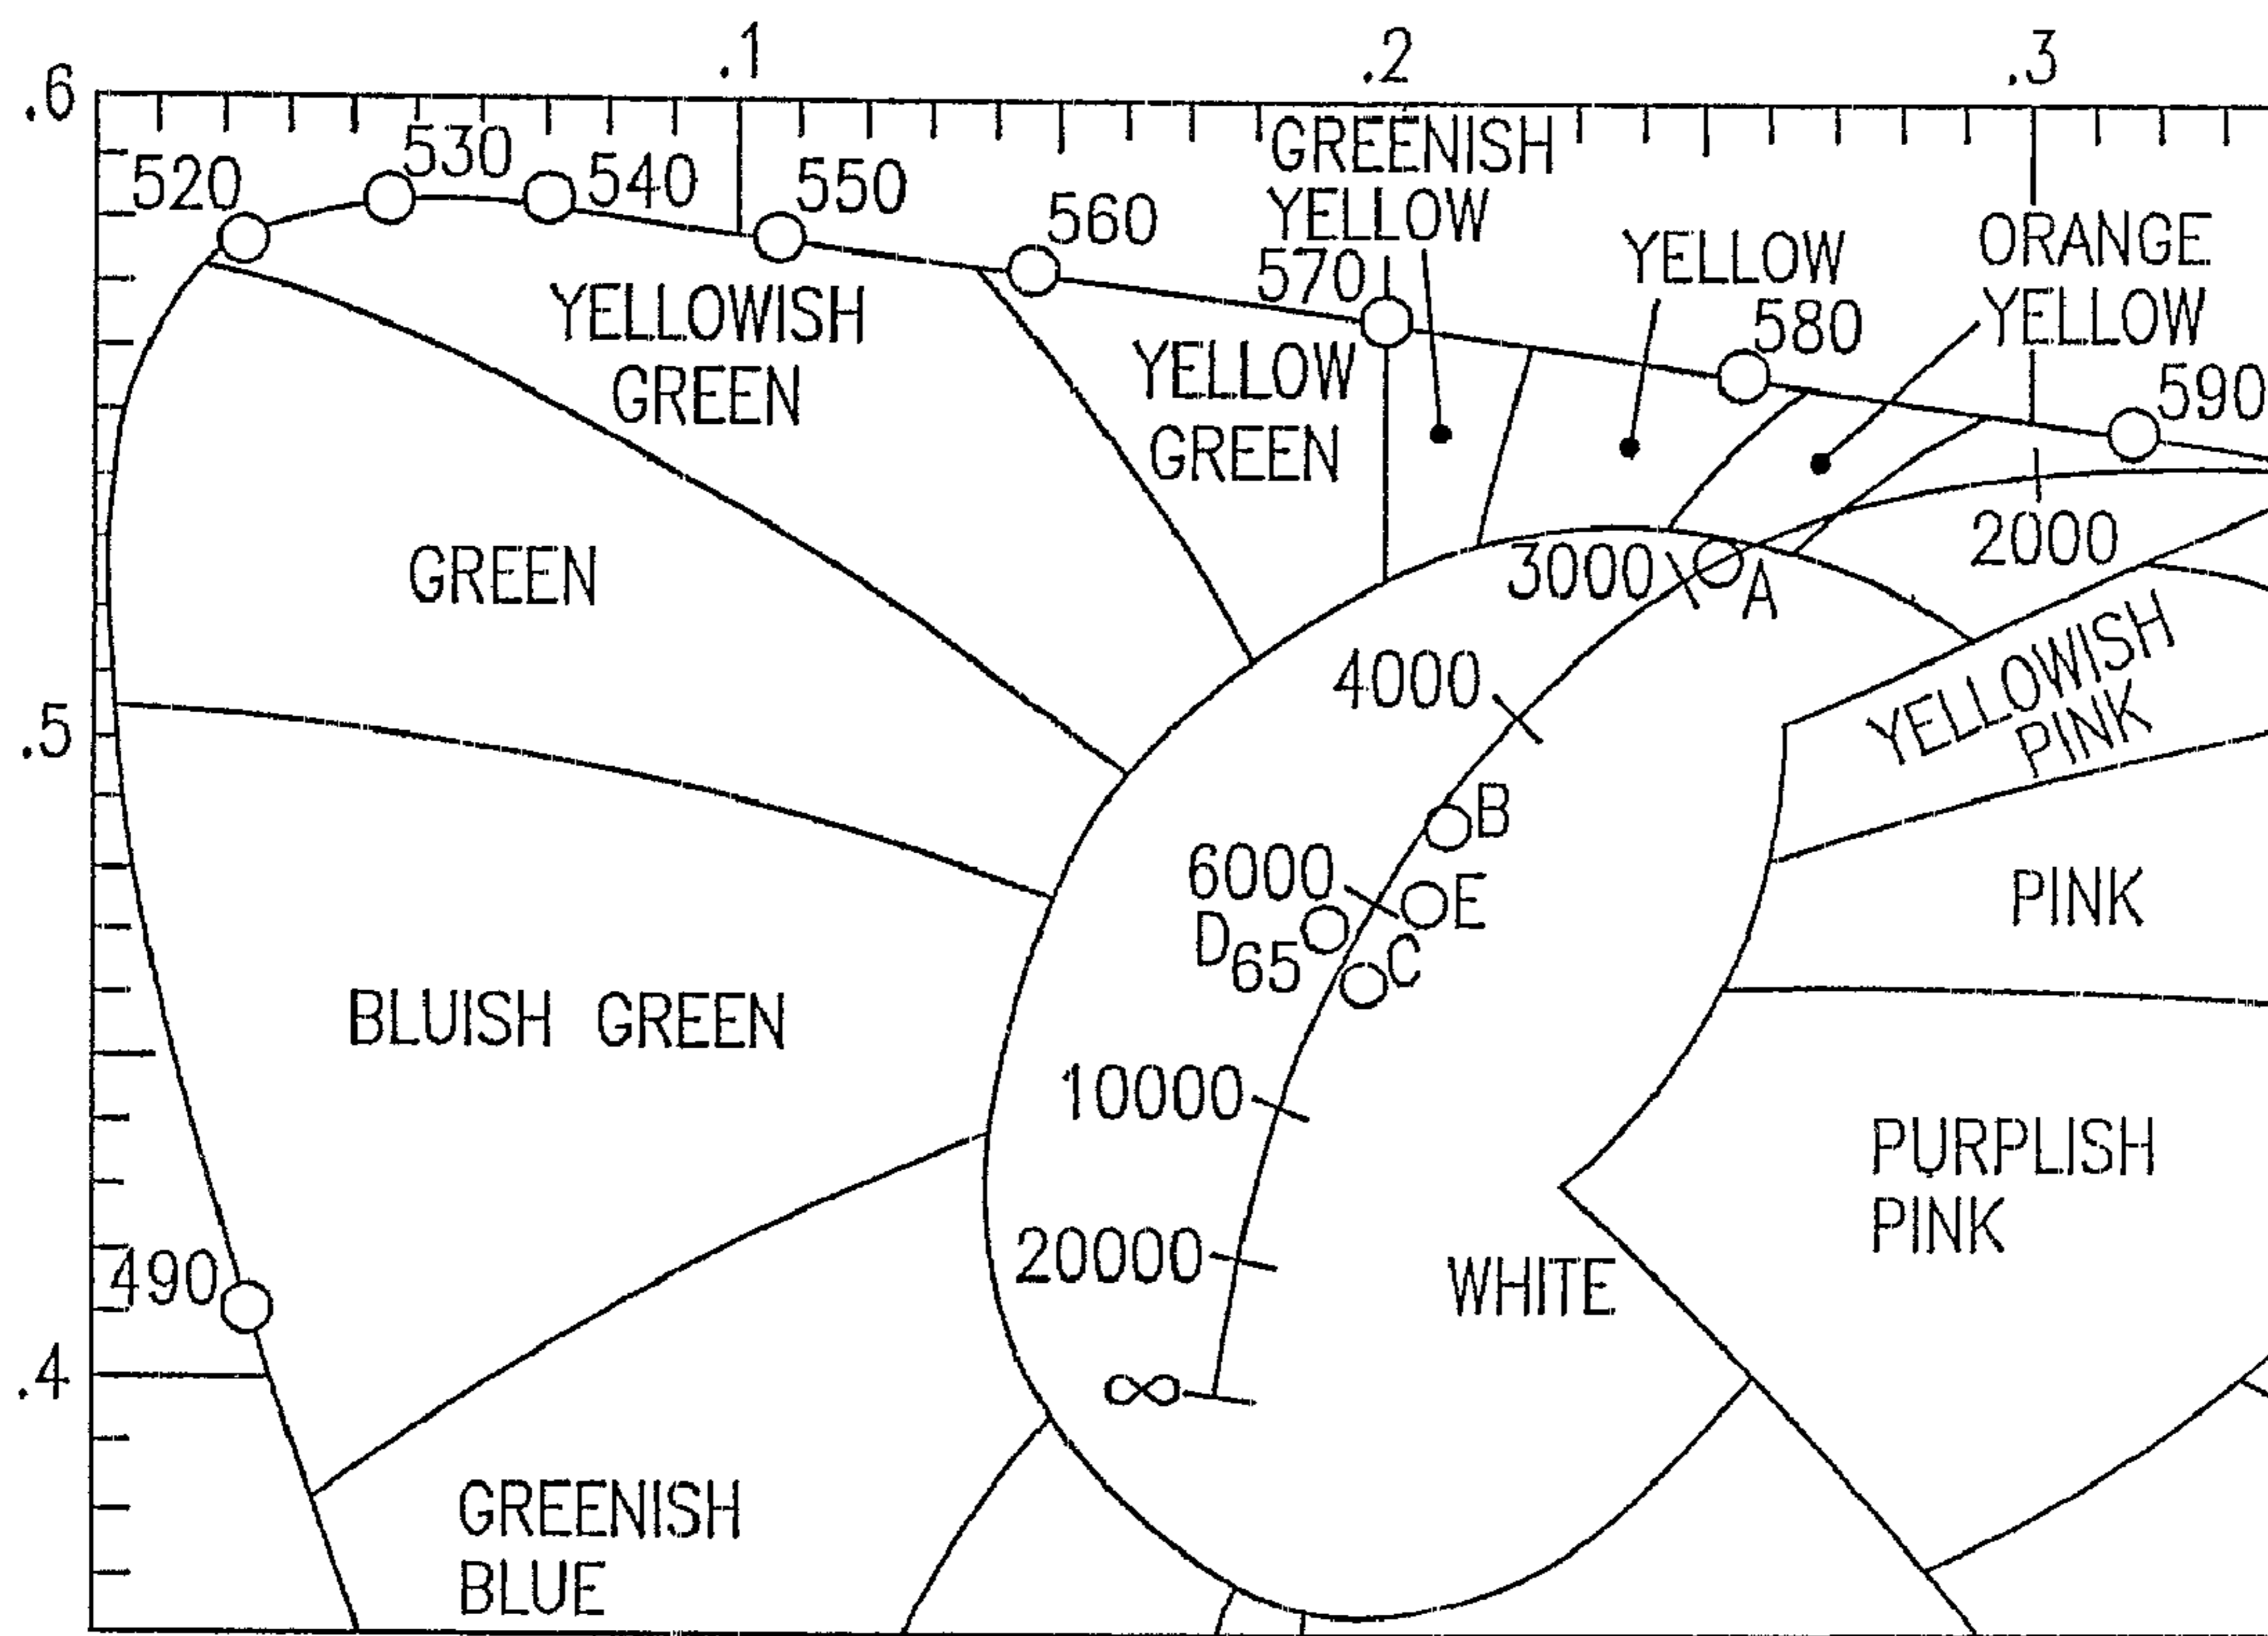 .1
.2
.3
.6
520
530
540
550
560
GREENISH
YELLOW
570
YELLOW
580
ORANGE
YELLOW
590
YELLOWISH
GREEN
YELLOW
GREEN
GREEN
3000
A
2000
4000
YELLOWISH
PINK
.5
B
6000
E
D65
C
PINK
BLUISH GREEN
10000
PURPLISH
PINK
20000
WHITE
490
.4
∞
GREENISH
BLUE